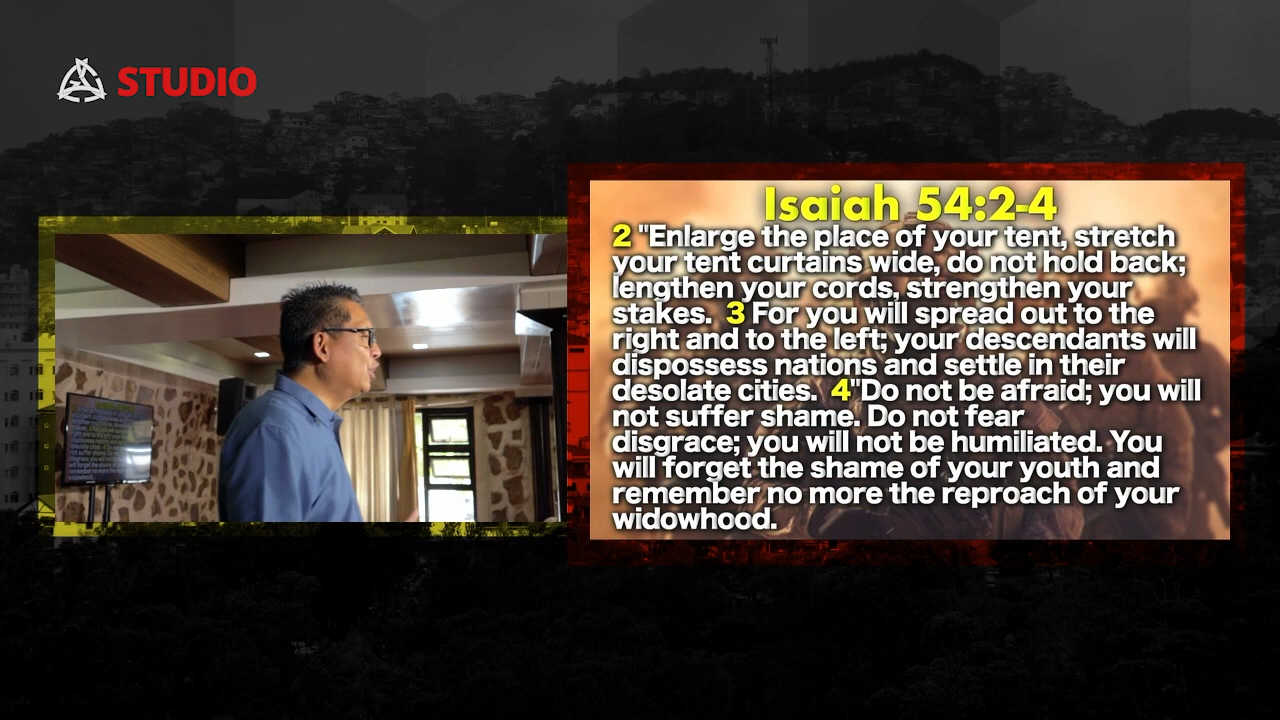 STUDIO
Isaiah 54:2-4
2 "Enlarge the place of your tent, stretch
your tent curtains wide, do not hold back;
lengthen your cords, strengthen your
stakes. 3 For you will spread out to the
right and to the left; your descendants will
dispossess nations and settle in their
desolate cities. 4"Do not be afraid; you will
not suffer shame. Do not fear
disgrace; you will not be humiliated. You
will forget the shame of your youth and
remember no more the reproach of your
widowhood.